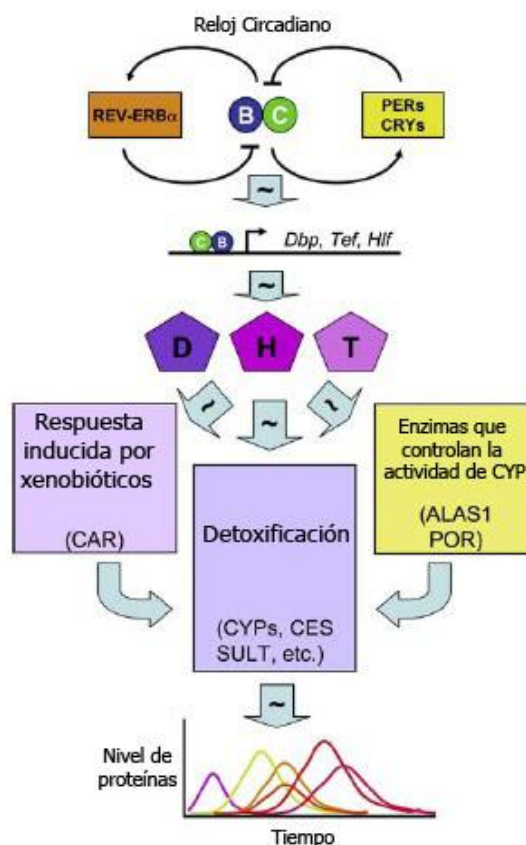 Reloj Circadiano
REV-ERBα
B C
PERs
CRYs
~
C B
Dbp, Tef, Hlf
~
D H T
~ ~ ~
Respuesta
inducida por
xenobióticos
(CAR)
Detoxificación
(CYPs, CES
SULT, etc.)
Enzimas que
controlan la
actividad de CYP
(ALAS1
POR)
~
Nivel de
proteínas
Tiempo